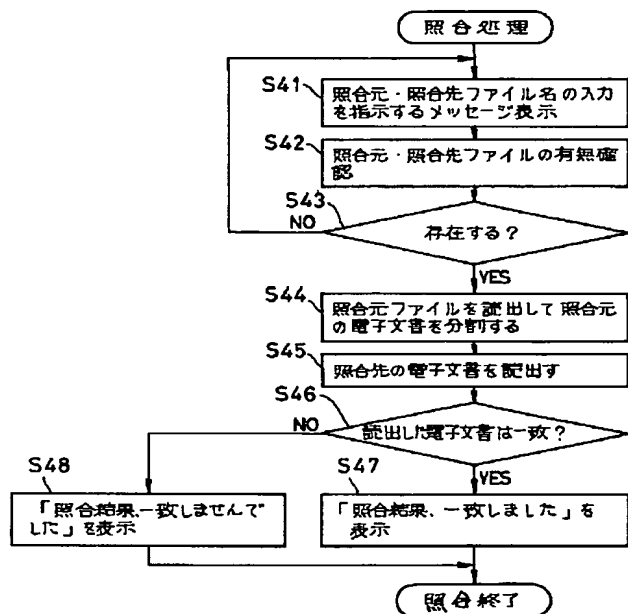 照合処理
S41
照合元・照合先ファイル名の入力
を指示するメッセージ表示
S42
照合元・照合先ファイルの有無確
認
S43
NO
存在する?
YES
S44
照合元ファイルを読出して照合元
の電子文書を分割する
S45
照合先の電子文書を読出す
S46
NO
読出した電子文書は一致?
YES
S48
「照合結果、一致しませんで
した」を表示
S47
「照合結果、一致しました」を
表示
照合終了